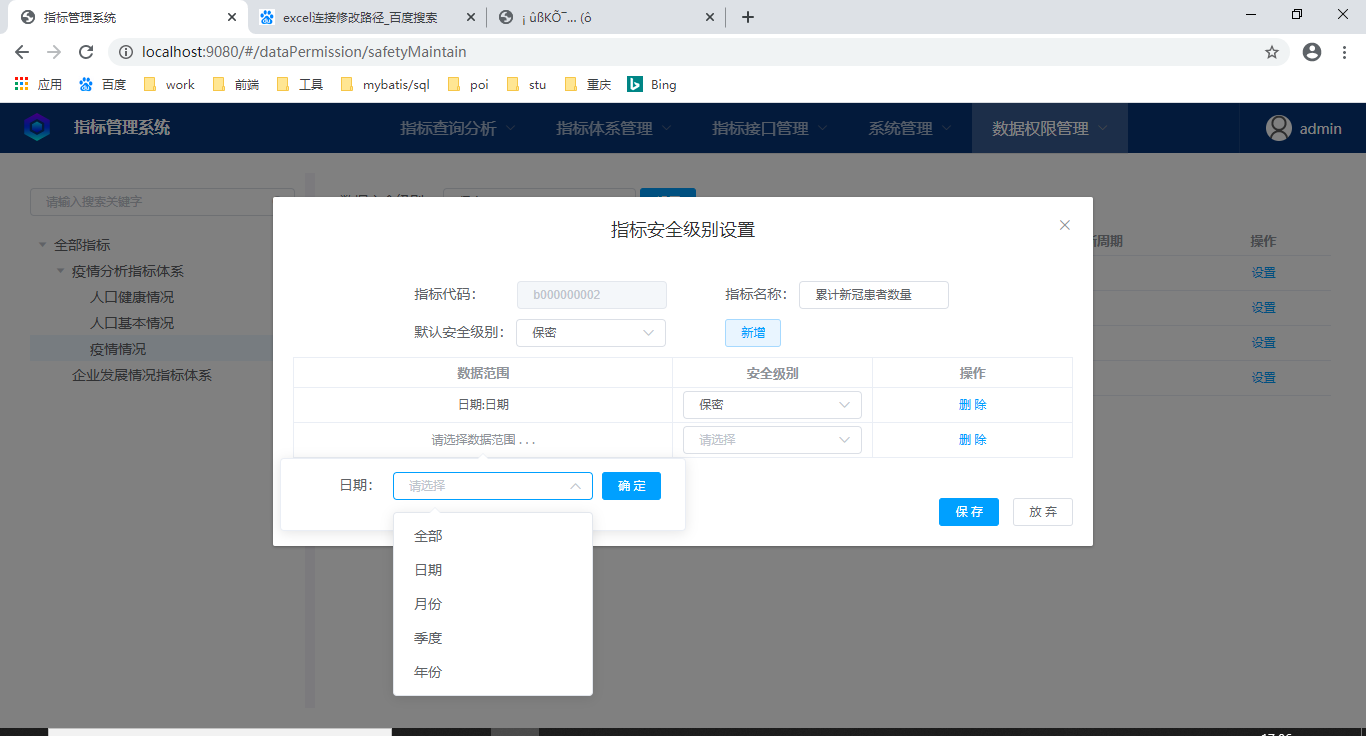 指标管理系统
excel连接修改路径_百度搜索
¡ ûßKÕ¯… (ô
localhost:9080/#/dataPermission/safetyMaintain
应用 百度 work 前端 工具 mybatis/sql poi stu 重庆 Bing
指标管理系统 指标查询分析 指标体系管理 指标接口管理 系统管理 数据权限管理 admin
请输入搜索关键字
全部指标
疫情分析指标体系
人口健康情况
人口基本情况
疫情情况
企业发展情况指标体系
周期 操作
设置
设置
设置
设置
指标安全级别设置
指标代码： b000000002 指标名称： 累计新冠患者数量
默认安全级别： 保密 新增
数据范围 安全级别 操作
日期:日期 保密 删 除
请选择数据范围 . . . 请选择 删 除
日期： 请选择 确 定
保 存 放 弃
全部
日期
月份
季度
年份